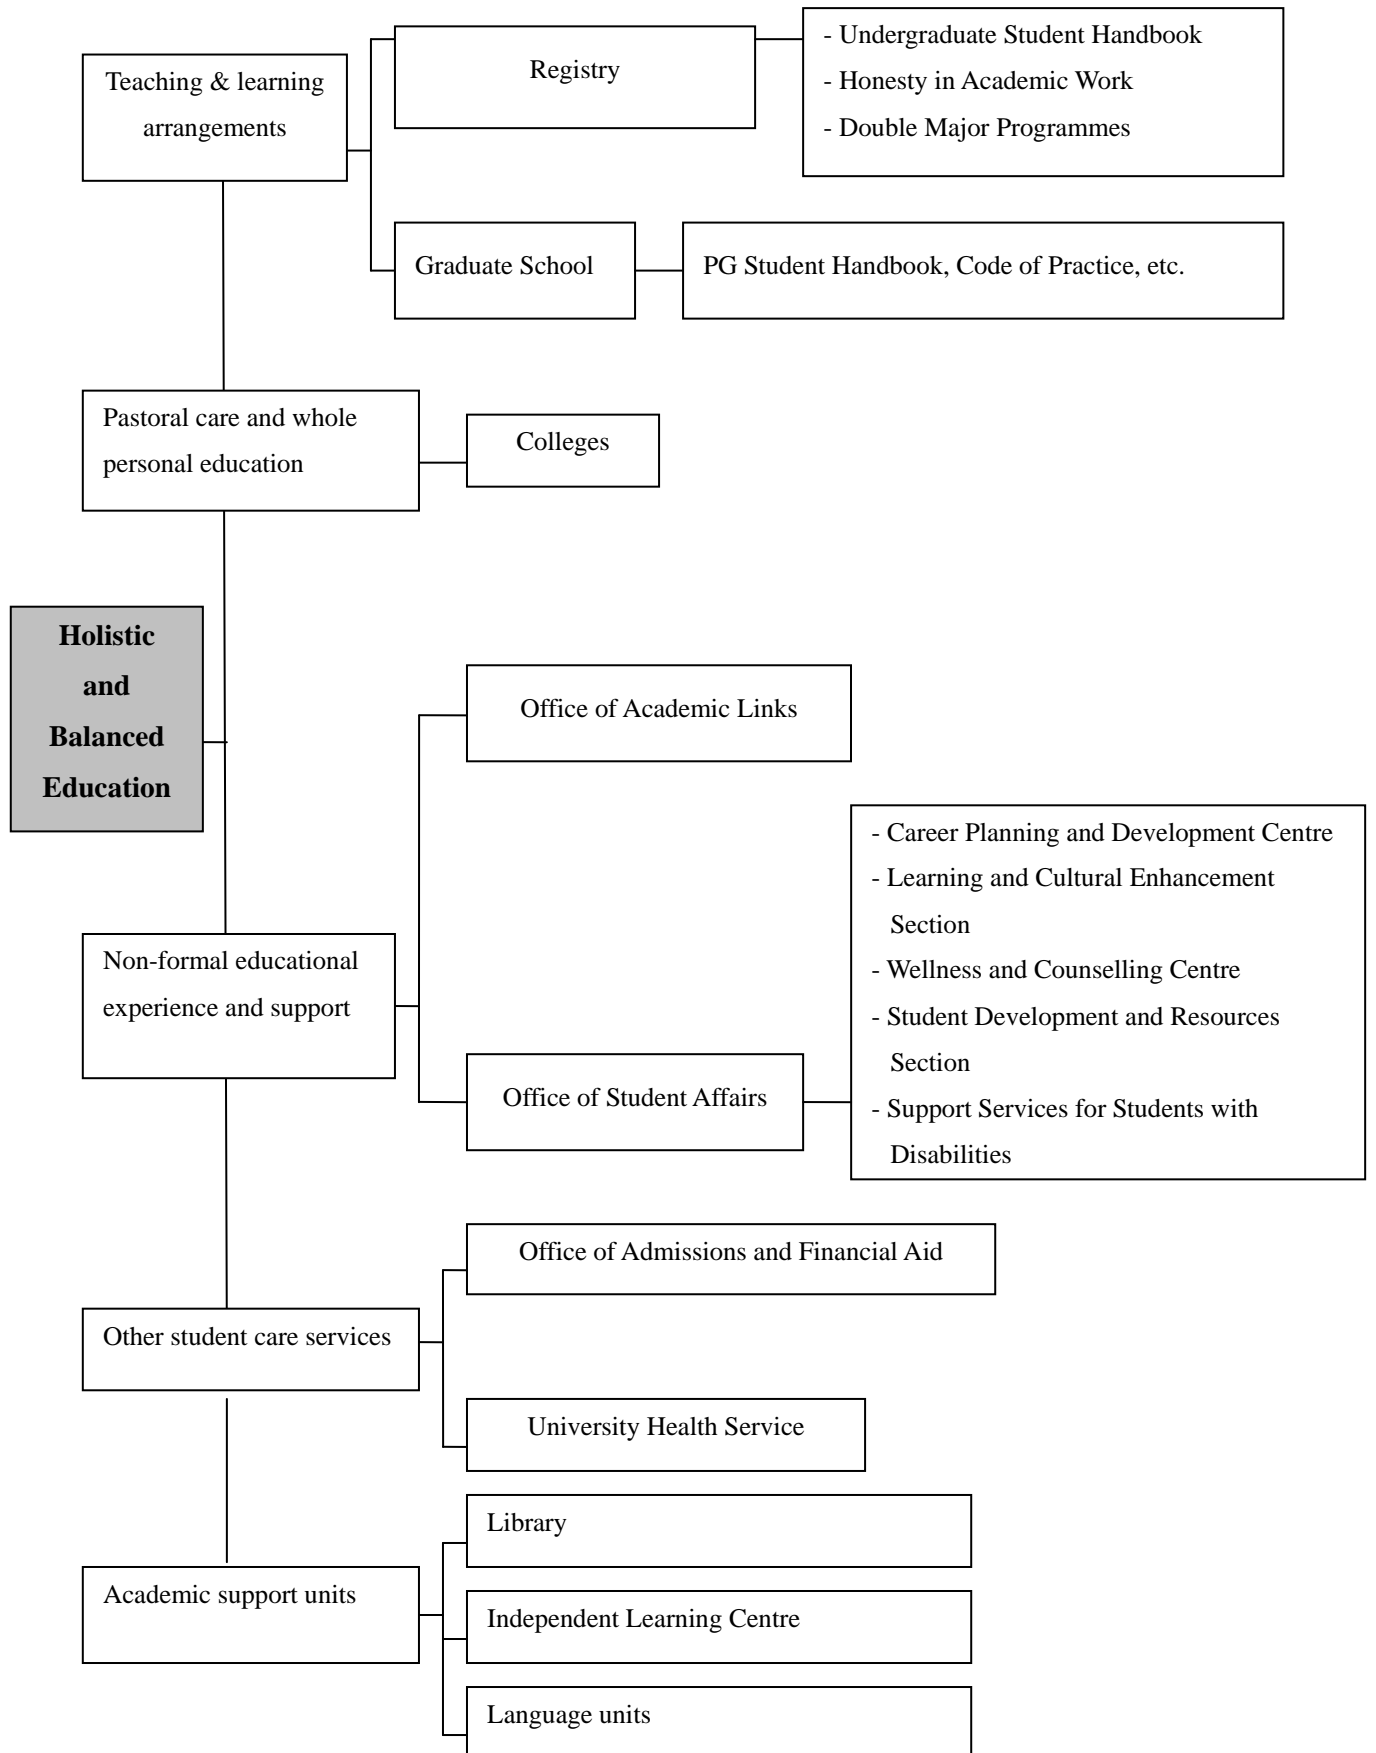 Teaching & learning
arrangements
Registry
- Undergraduate Student Handbook
- Honesty in Academic Work
- Double Major Programmes
Graduate School
PG Student Handbook, Code of Practice, etc.
Pastoral care and whole
personal education
Colleges
Holistic
and
Balanced
Education
Office of Academic Links
Non-formal educational
experience and support
Office of Student Affairs
- Career Planning and Development Centre
- Learning and Cultural Enhancement
Section
- Wellness and Counselling Centre
- Student Development and Resources
Section
- Support Services for Students with
Disabilities
Other student care services
Office of Admissions and Financial Aid
University Health Service
Academic support units
Library
Independent Learning Centre
Language units